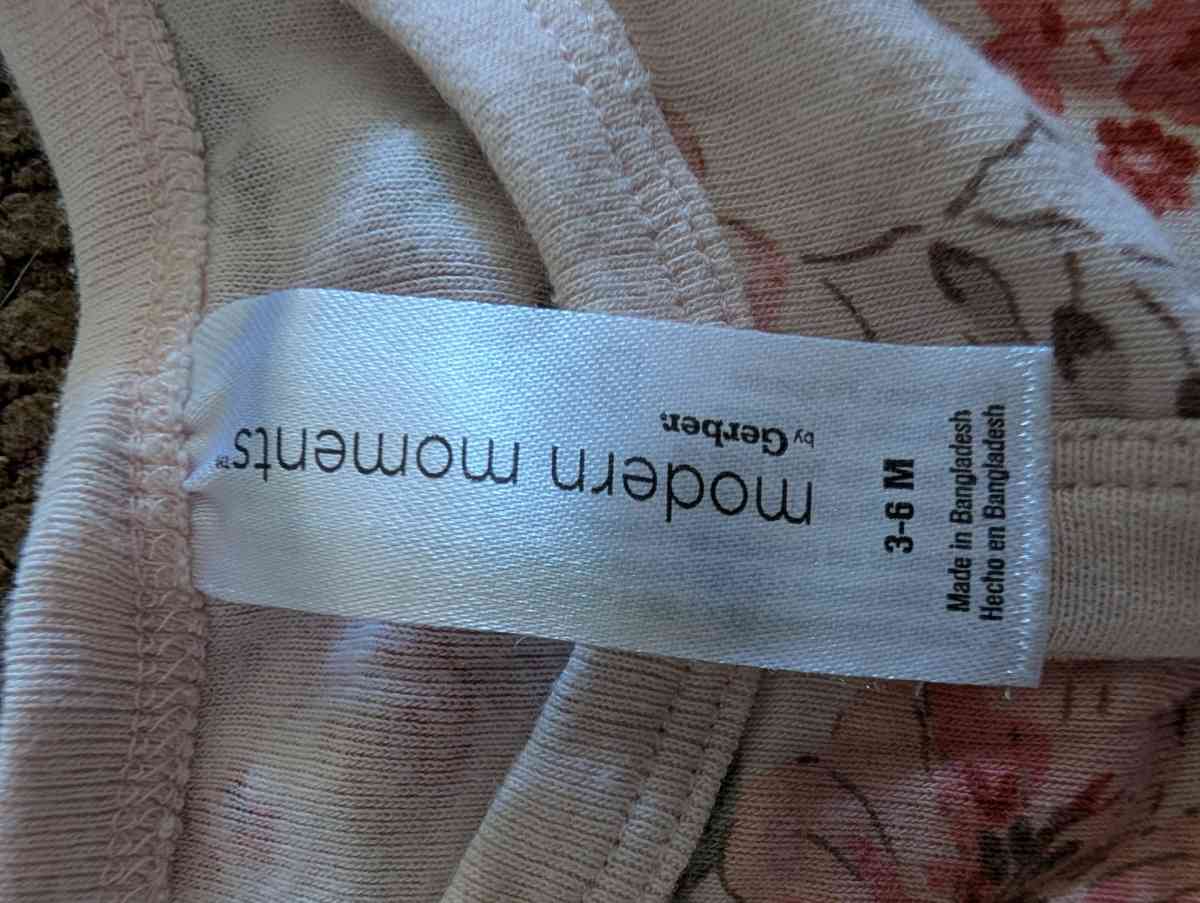 modern moments™
by Gerber.
3-6 M
Made in Bangladesh
Hecho en Bangladesh